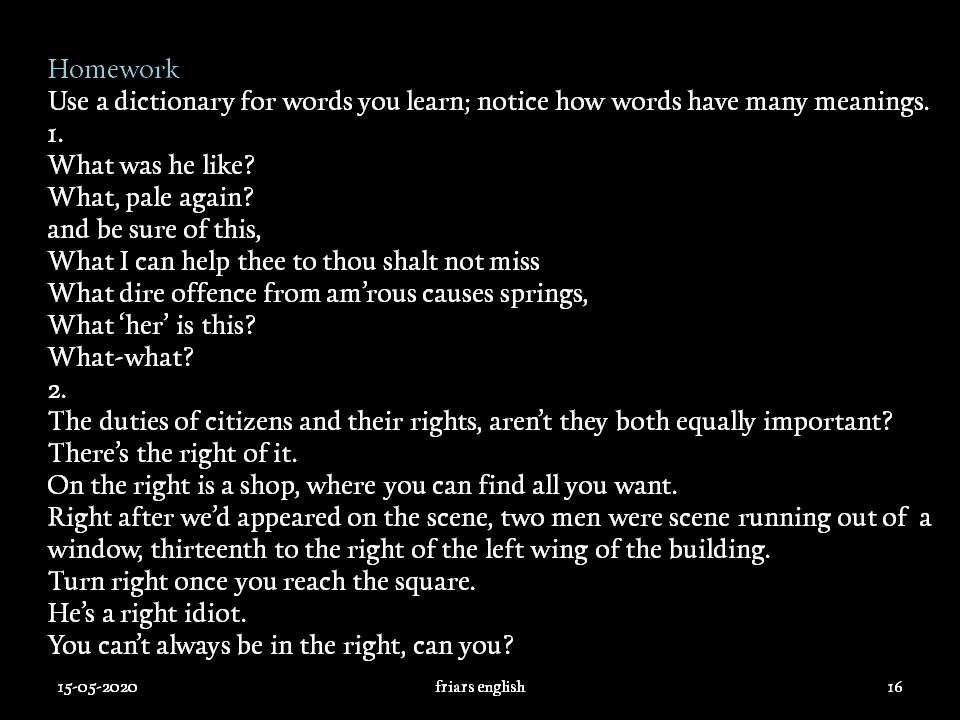 Homework
Use a dictionary for words you learn; notice how words have many meanings.
1.
What was he like?
What, pale again?
and be sure of this,
What I can help thee to thou shalt not miss
What dire offence from am’rous causes springs,
What ‘her’ is this?
What-what?
2.
The duties of citizens and their rights, aren’t they both equally important?
There’s the right of it.
On the right is a shop, where you can find all you want.
Right after we’d appeared on the scene, two men were scene running out of a
window, thirteenth to the right of the left wing of the building.
Turn right once you reach the square.
He’s a right idiot.
You can’t always be in the right, can you?
15-05-2020 friars english 16